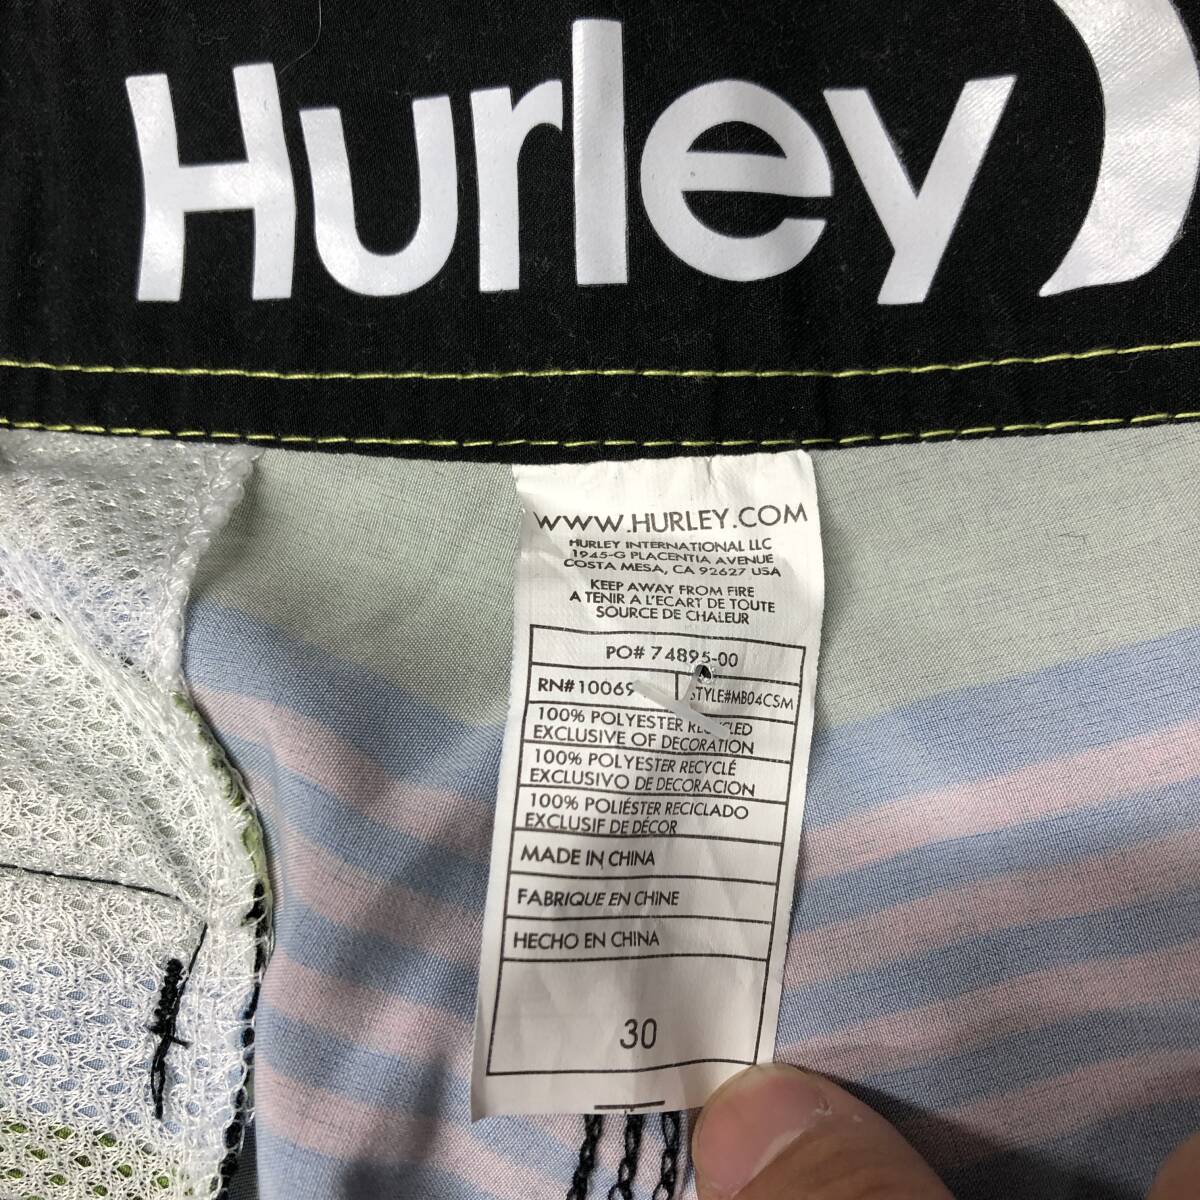 Hurley
WWW.HURLEY.COM
HURLEY INTERNATIONAL LLC
1945-G PLACENTIA AVENUE
COSTA MESA, CA 92627 USA
KEEP AWAY FROM FIRE
A TENIR A L'ECART DE TOUTE
SOURCE DE CHALEUR
PO# 74895-00
STYLE#MB04CSM
100% POLYESTER
EXCLUSIVE OF DECORATION
100% POLYESTER RECYCLÉ
EXCLUSIVO DE DECORACION
100% POLIÉSTER RECICLADO
EXCLUSIF DE DÉCOR
MADE IN CHINA
FABRIQUE EN CHINE
HECHO EN CHINA
30